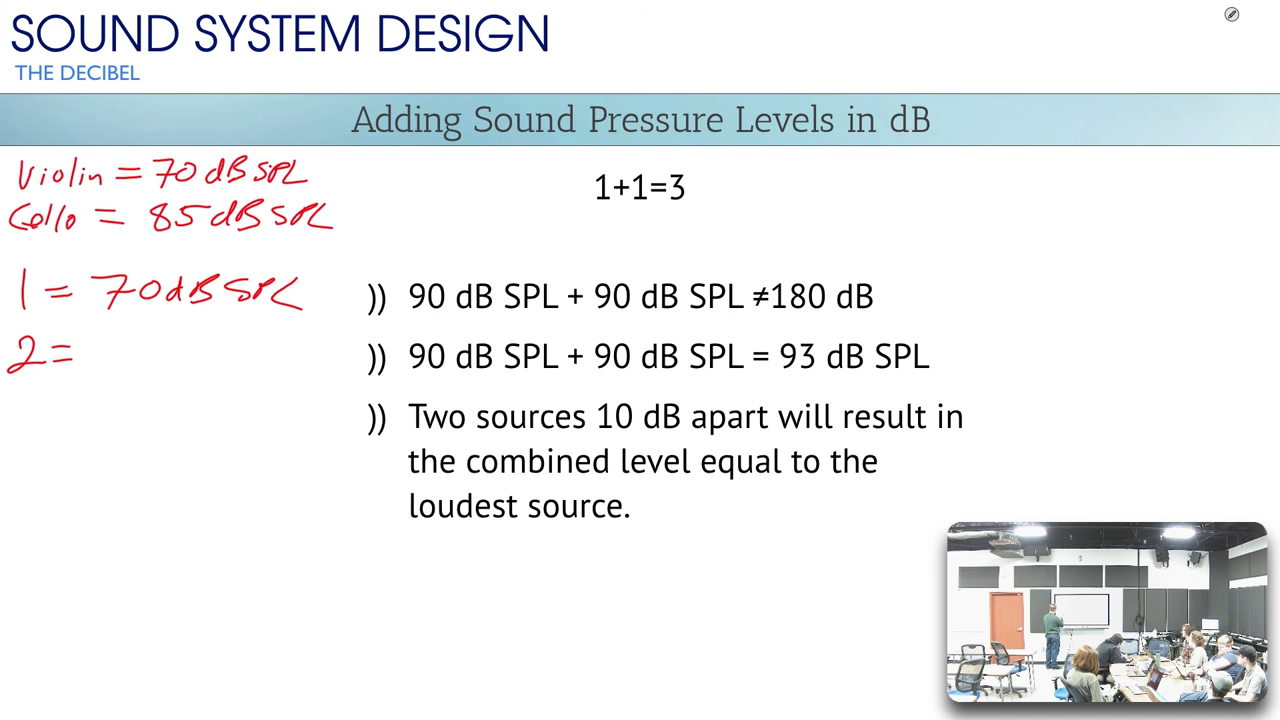 SOUND SYSTEM DESIGN
THE DECIBEL
Adding Sound Pressure Levels in dB
Violin = 70 dB SPL
Cello = 85 dB SPL
1 = 70 dB SPL
2 =
1+1=3
)) 90 dB SPL + 90 dB SPL ≠180 dB
)) 90 dB SPL + 90 dB SPL = 93 dB SPL
)) Two sources 10 dB apart will result in
the combined level equal to the
loudest source.